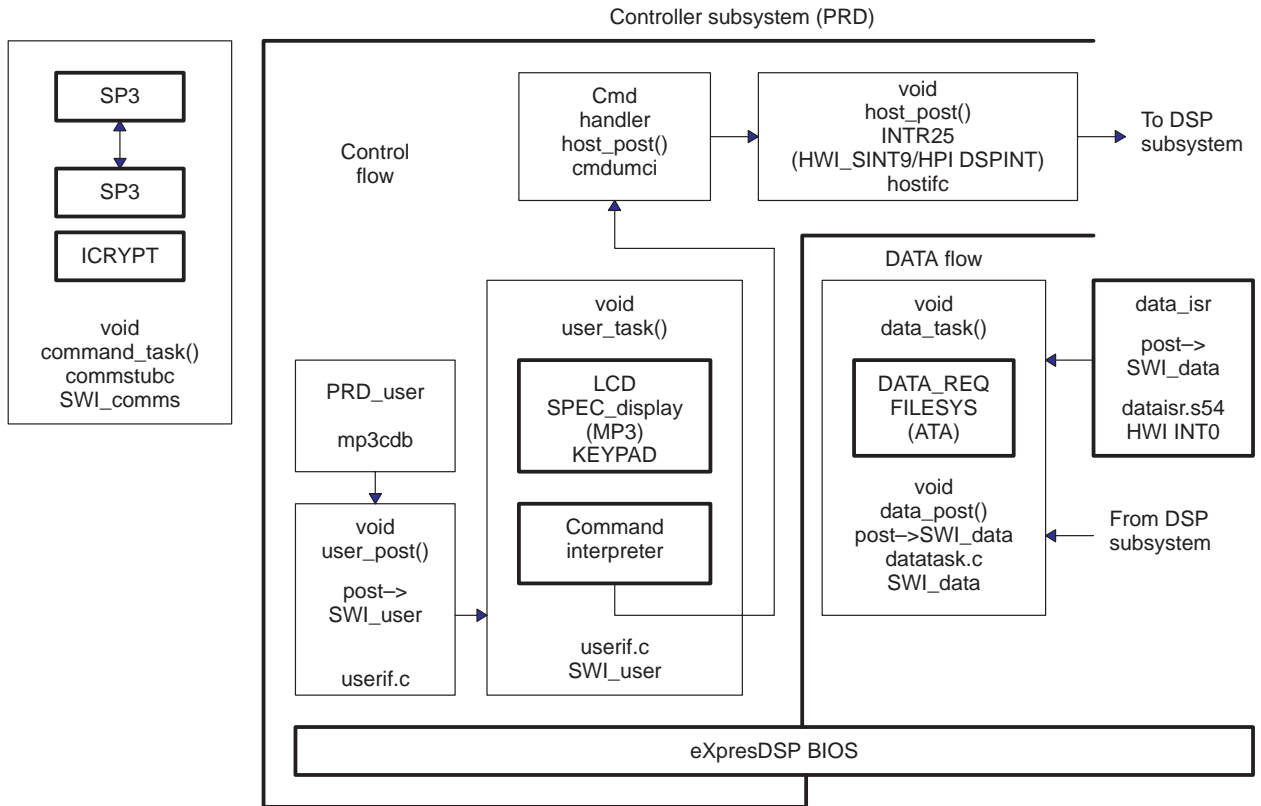 Controller subsystem (PRD)
SP3
SP3
ICRYPT
void
command_task()
commstubc
SWI_comms
Control
flow
Cmd
handler
host_post()
cmdumci
void
host_post()
INTR25
(HWI_SINT9/HPI DSPINT)
hostifc
To DSP
subsystem
PRD_user
mp3cdb
void
user_post()
post–>
SWI_user
userif.c
void
user_task()
LCD
SPEC_display
(MP3)
KEYPAD
Command
interpreter
userif.c
SWI_user
DATA flow
void
data_task()
DATA_REQ
FILESYS
(ATA)
void
data_post()
post–>SWI_data
datatask.c
SWI_data
data_isr
post–>
SWI_data
dataisr.s54
HWI INT0
From DSP
subsystem
eXpresDSP BIOS